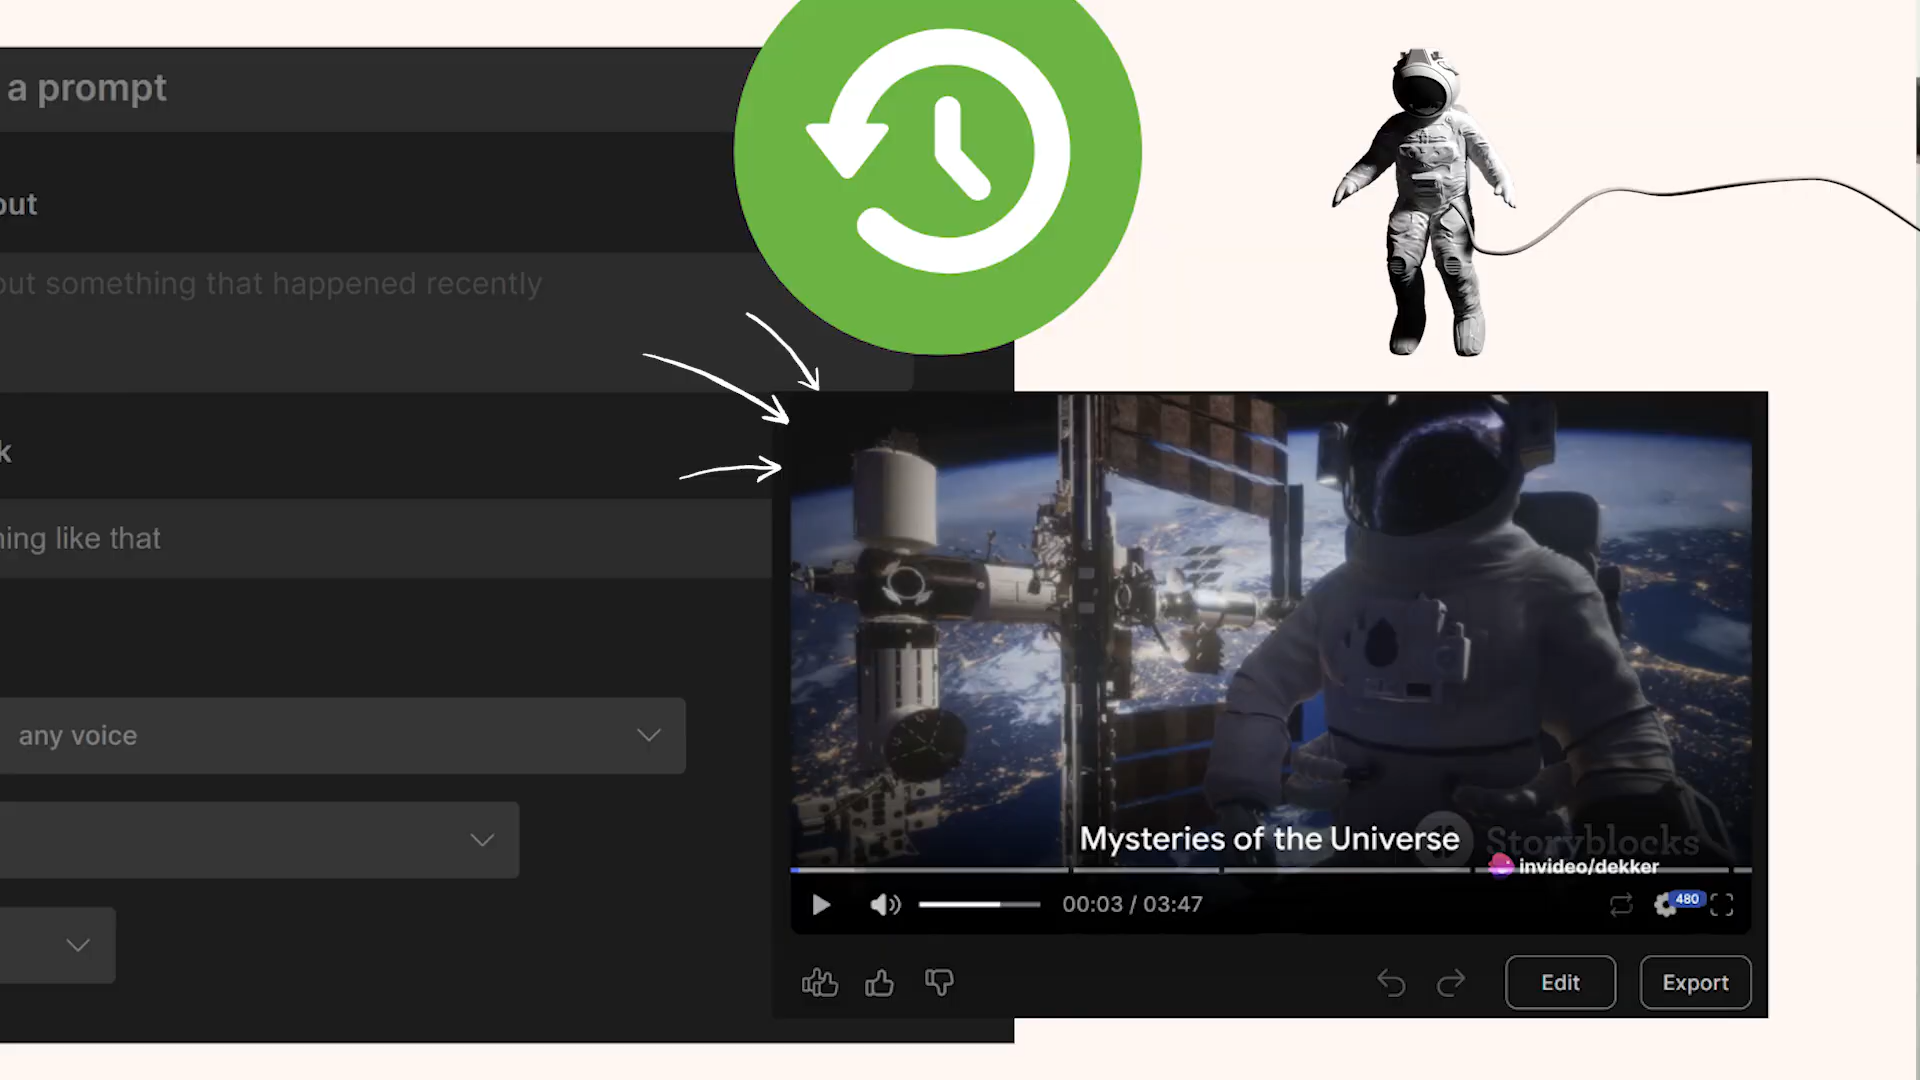 a prompt
out
out something that happened recently
k
hing like that
any voice
Mysteries of the Universe
Storyblocks
invideo/dekker
00:03 / 03:47
480
Edit
Export